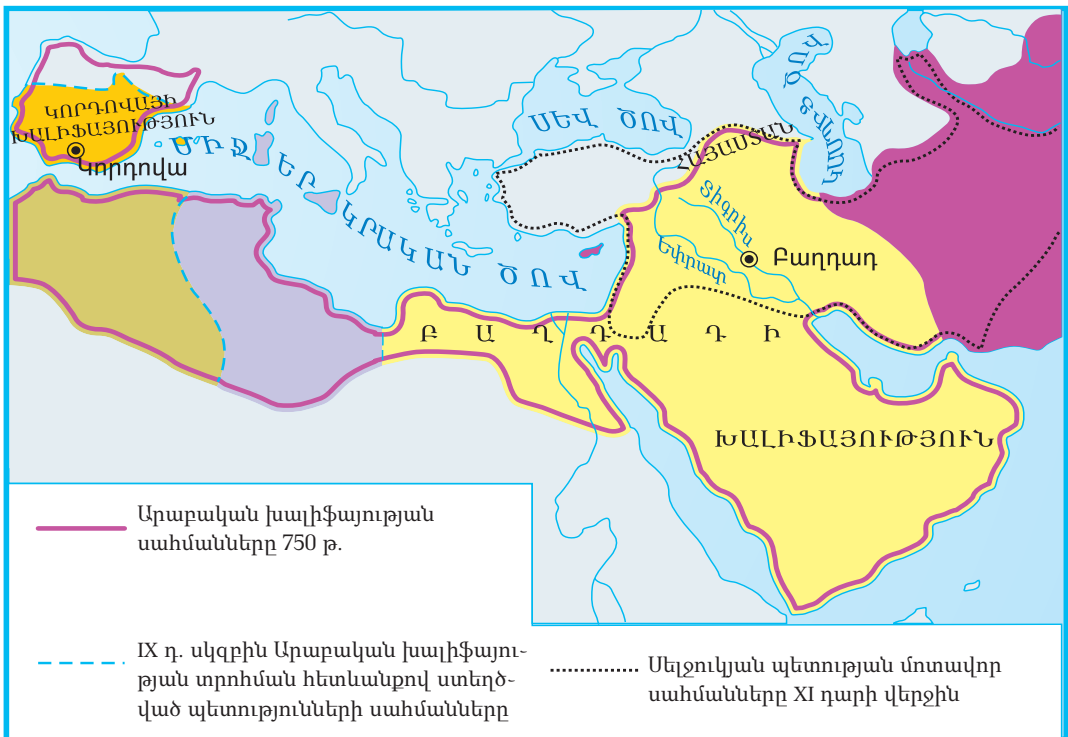 ԿՈՐԴՈՎԱՅԻ
ԽԱԼԻՖԱՅՈՒԹՅՈՒՆ
Կորդովա
ՄԻՋԵՐԿՐԱԿԱՆ ԾՈՎ
ՍԵՎ ԾՈՎ
ԿԱՍՊԻՑ ԾՈՎ
ՀԱՅԱՍՏԱՆ
Տիգրիս
Եփրատ
Բաղդադ
ԲԱՂԴԱԴԻ
ԽԱԼԻՖԱՅՈՒԹՅՈՒՆ
Արաբական խալիֆայության
սահմանները 750 թ.
IX դ. սկզբին Արաբական խալիֆայու-
թյան տրոհման հետևանքով ստեղծ-
ված պետությունների սահմանները
Սելջուկյան պետության մոտավոր
սահմանները XI դարի վերջին